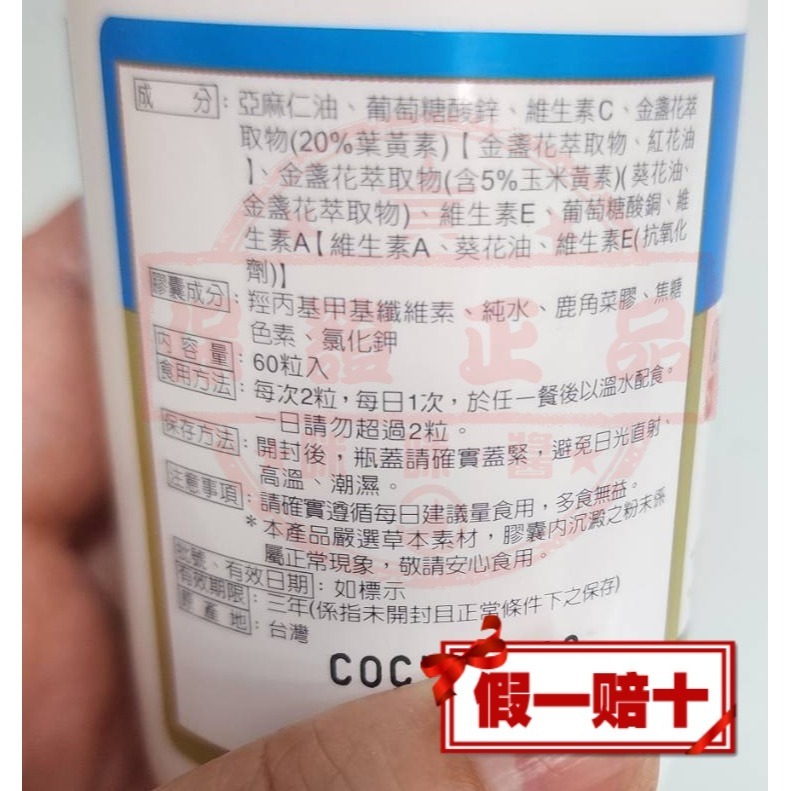 成分：亞麻仁油、葡萄糖酸鋅、維生素C、金盞花萃
取物(20%葉黃素)【金盞花萃取物、紅花油
】、金盞花萃取物(含5%玉米黃素)(葵花油、
金盞花萃取物)、維生素E、葡萄糖酸銅、維
生素A【維生素A、葵花油、維生素E(抗氧化
劑)】
膠囊成分：羥丙基甲基纖維素、純水、鹿角菜膠、焦糖
色素、氯化鉀
內容量：60粒入
食用方法：每次2粒，每日1次，於任一餐後以溫水配食。
一日請勿超過2粒。
保存方法：開封後，瓶蓋請確實蓋緊，避免日光直射、
高溫、潮濕。
注意事項：請確實遵循每日建議量食用，多食無益。
＊本產品嚴選草本素材，膠囊內沉澱之粉末係
屬正常現象，敬請安心食用。
批號、有效日期：如標示
有效期限：三年(係指未開封且正常條件下之保存)
原產地：台灣
COC
假一赔十
保證正品